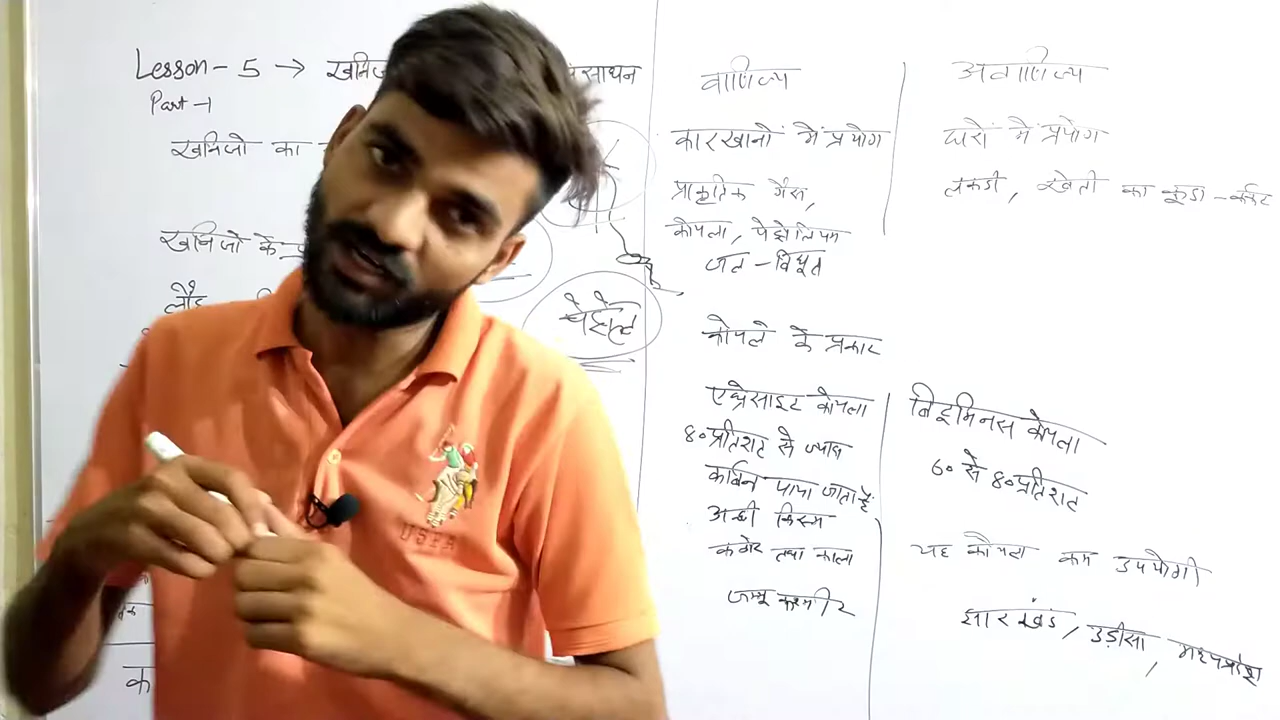 Lesson - 5 → खनिज
साधन
Part -1
खनिजो का
खनिजो के
लौह
पेट्रोल
वाणिज्य
कारखानों में प्रयोग
प्राकृतिक गैस,
कोयला, पेट्रोलियम
जल - विधुत
अवाणिज्य
घरों में प्रयोग
लकडी, खेती का कूडा - कर्कट
कोयले के प्रकार
एन्थ्रेसाइट कोयला
80 प्रतिशत से ज्यादा
कार्बन पाया जाता है
अच्छी किस्म
कठोर तथा काला
जम्मू कश्मीर
बिटुमिनस कोयला
60 से 80 प्रतिशत
यह कोयला कम उपयोगी
झारखंड, उड़ीसा, मध्यप्रदेश
क
USPA